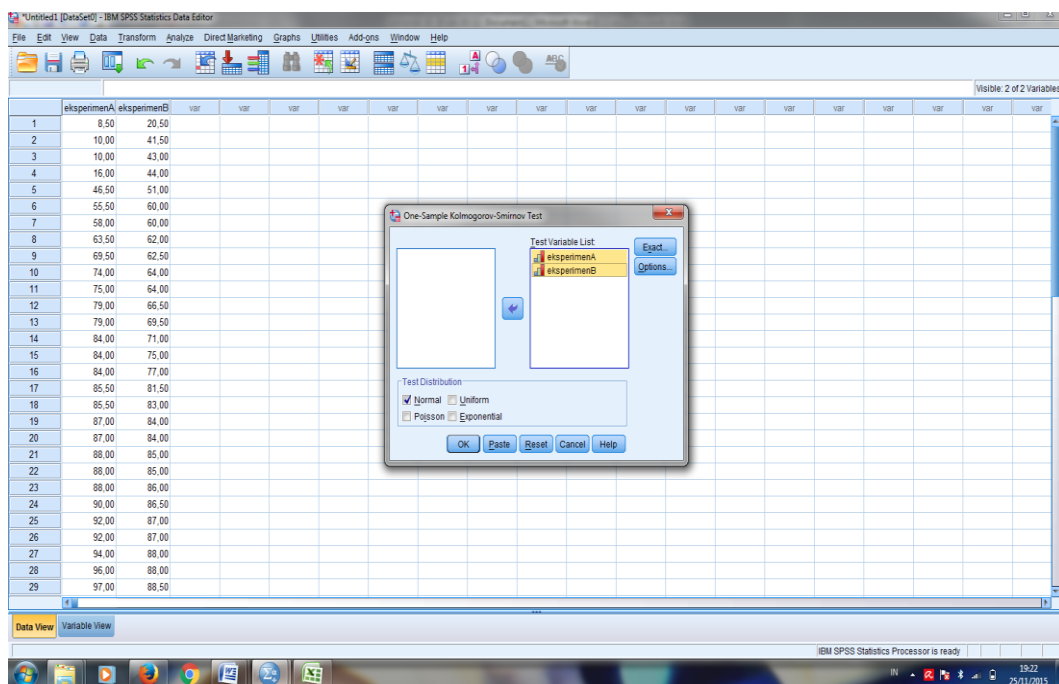 *Untitled1 [DataSet0] - IBM SPSS Statistics Data Editor
File Edit View Data Transform Analyze Direct Marketing Graphs Utilities Add-ons Window Help
Visible: 2 of 2 Variables
eksperimenA eksperimenB var var var var var var var var var var var var var var var var var var
1 8,50 20,50
2 10,00 41,50
3 10,00 43,00
4 16,00 44,00
5 46,50 51,00
6 55,50 60,00
7 58,00 60,00
8 63,50 62,00
9 69,50 62,50
10 74,00 64,00
11 75,00 64,00
12 79,00 66,50
13 79,00 69,50
14 84,00 71,00
15 84,00 75,00
16 84,00 77,00
17 85,50 81,50
18 85,50 83,00
19 87,00 84,00
20 87,00 84,00
21 88,00 85,00
22 88,00 85,00
23 88,00 86,00
24 90,00 86,50
25 92,00 87,00
26 92,00 87,00
27 94,00 88,00
28 96,00 88,00
29 97,00 88,50
One-Sample Kolmogorov-Smirnov Test
Test Variable List:
eksperimenA
eksperimenB
Exact...
Options...
Test Distribution
Normal Uniform
Poisson Exponential
OK Paste Reset Cancel Help
Data View Variable View
IBM SPSS Statistics Processor is ready
IN
19:22
25/11/2015